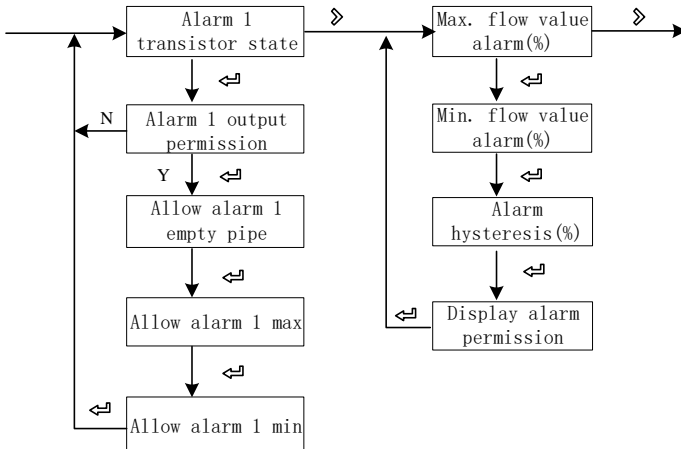 Alarm 1
transistor state
N
Alarm 1 output
permission
Y
Allow alarm 1
empty pipe
Allow alarm 1 max
Allow alarm 1 min
Max. flow value
alarm(%)
Min. flow value
alarm(%)
Alarm
hysteresis(%)
Display alarm
permission